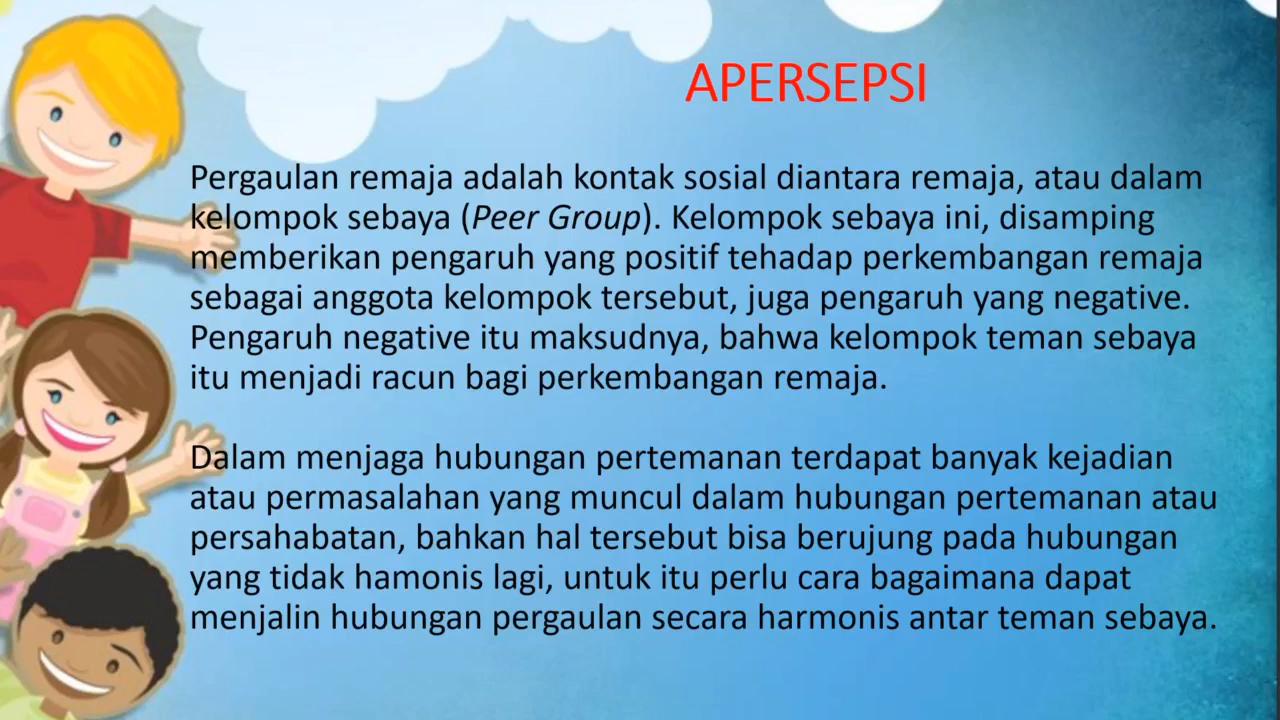 APERSEPSI
Pergaulan remaja adalah kontak sosial diantara remaja, atau dalam
kelompok sebaya (Peer Group). Kelompok sebaya ini, disamping
memberikan pengaruh yang positif tehadap perkembangan remaja
sebagai anggota kelompok tersebut, juga pengaruh yang negative.
Pengaruh negative itu maksudnya, bahwa kelompok teman sebaya
itu menjadi racun bagi perkembangan remaja.
Dalam menjaga hubungan pertemanan terdapat banyak kejadian
atau permasalahan yang muncul dalam hubungan pertemanan atau
persahabatan, bahkan hal tersebut bisa berujung pada hubungan
yang tidak hamonis lagi, untuk itu perlu cara bagaimana dapat
menjalin hubungan pergaulan secara harmonis antar teman sebaya.